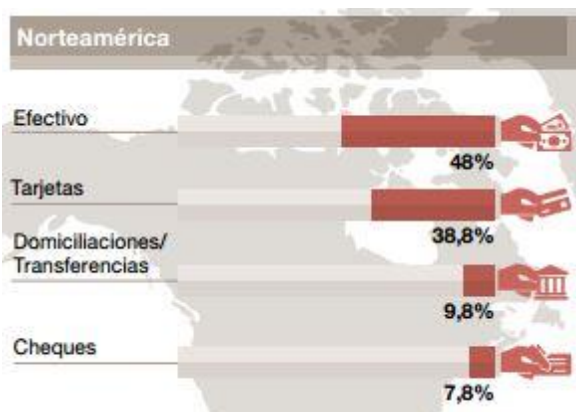 Norteamérica
Efectivo
48%
Tarjetas
38,8%
Domiciliaciones/
Transferencias
9,8%
Cheques
7,8%